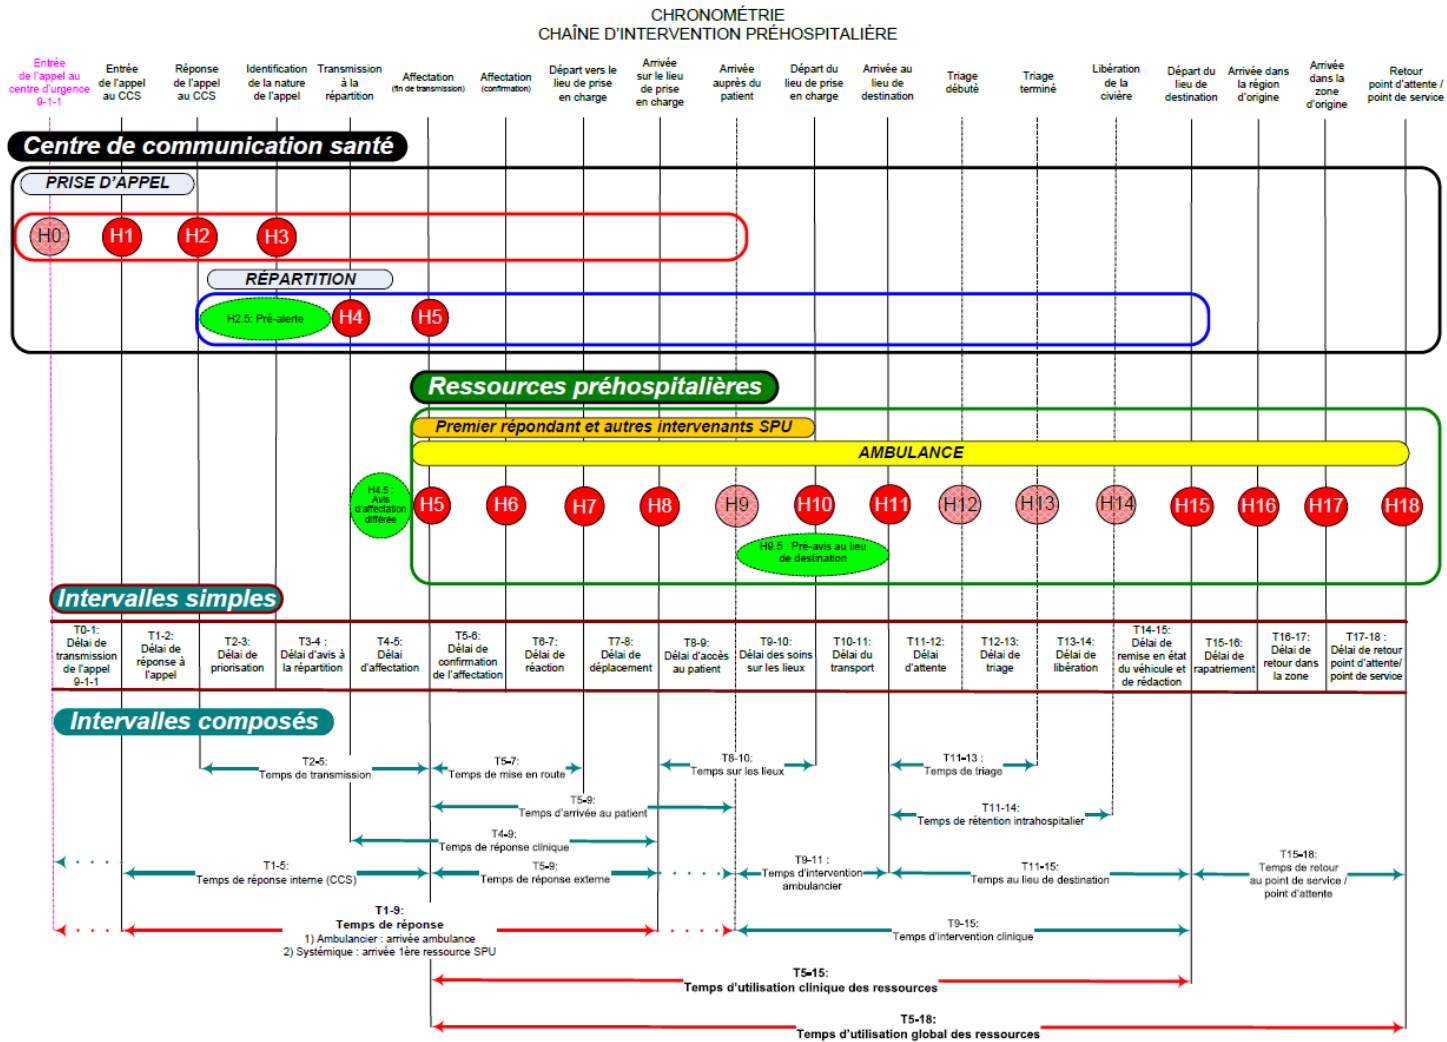 CHRONOMÉTRIE
CHAÎNE D'INTERVENTION PRÉHOSPITALIÈRE
Entrée
de l'appel au
centre d'urgence
9-1-1
Entrée
de l'appel
au CCS
Réponse
de l'appel
au CCS
Identification
de la nature
de l'appel
Transmission
à la
répartition
Affectation
(fin de transmission)
Affectation
(confirmation)
Départ vers le
lieu de prise
en charge
Arrivée
sur le lieu
de prise
en charge
Arrivée
auprès du
patient
Départ du
lieu de prise
en charge
Arrivée au
lieu de
destination
Triage
débuté
Triage
terminé
Libération
de la
civière
Départ du
lieu de
destination
Arrivée dans
la région
d'origine
Arrivée
dans la
zone
d'origine
Retour
point d'attente /
point de service
Centre de communication santé
PRISE D'APPEL
H0
H1
H2
H3
RÉPARTITION
H2.5: Pré-alerte
H4
H5
Ressources préhospitalières
Premier répondant et autres intervenants SPU
AMBULANCE
H4.5 :
Avis
d'affectation
différée
H5
H6
H7
H8
H9
H10
H11
H12
H13
H14
H15
H16
H17
H18
H9.5 : Pré-avis au lieu
de destination
Intervalles simples
T0-1:
Délai de
transmission
de l'appel
9-1-1
T1-2:
Délai de
réponse à
l'appel
T2-3:
Délai de
priorisation
T3-4 :
Délai d'avis à
la répartition
T4-5:
Délai
d'affectation
T5-6:
Délai de
confirmation
de l'affectation
T6-7:
Délai de
réaction
T7-8:
Délai de
déplacement
T8-9:
Délai d'accès
au patient
T9-10:
Délai des soins
sur les lieux
T10-11:
Délai du
transport
T11-12:
Délai
d'attente
T12-13:
Délai de
triage
T13-14:
Délai de
libération
T14-15:
Délai de
remise en état
du véhicule et
de rédaction
T15-16:
Délai de
rapatriement
T16-17:
Délai de
retour dans
la zone
T17-18 :
Délai de retour
point d'attente/
point de service
Intervalles composés
T2-5:
Temps de transmission
T5-7:
Temps de mise en route
T8-10:
Temps sur les lieux
T11-13 :
Temps de triage
T5-9:
Temps d'arrivée au patient
T11-14:
Temps de rétention intrahospitalier
T4-9:
Temps de réponse clinique
T1-5:
Temps de réponse interne (CCS)
T5-9:
Temps de réponse externe
T9-11 :
Temps d'intervention
ambulancier
T11-15:
Temps au lieu de destination
T15-18:
Temps de retour
au point de service /
point d'attente
T1-9:
Temps de réponse
1) Ambulancier : arrivée ambulance
2) Systémique : arrivée 1ère ressource SPU
T9-15:
Temps d'intervention clinique
T5-15:
Temps d'utilisation clinique des ressources
T5-18:
Temps d'utilisation global des ressources